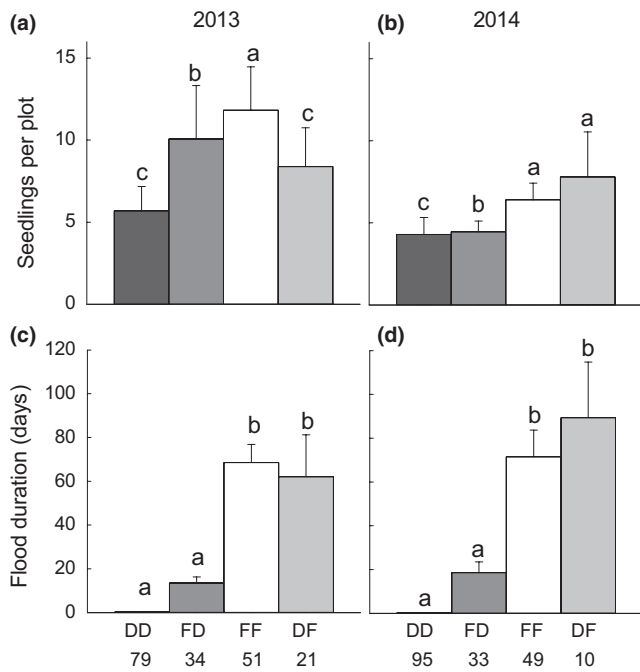 (a) 2013 (b) 2014
Seedlings per plot
15
10
5
0
c b a c
c b a a
(c) (d)
Flood duration (days)
120
100
80
60
40
20
0
a a b b
a a b b
DD FD FF DF DD FD FF DF
79 34 51 21 95 33 49 10